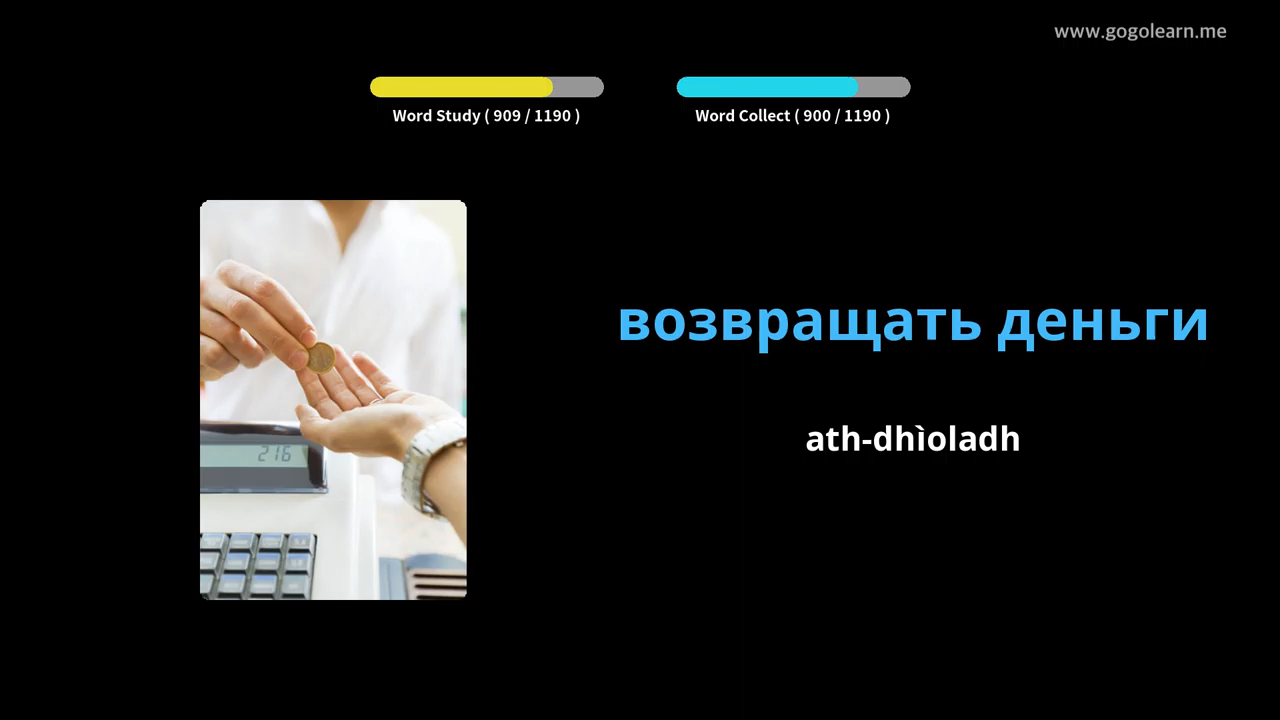 www.gogolearn.me
Word Study ( 909 / 1190 )
Word Collect ( 900 / 1190 )
возвращать деньги
ath-dhìoladh
216